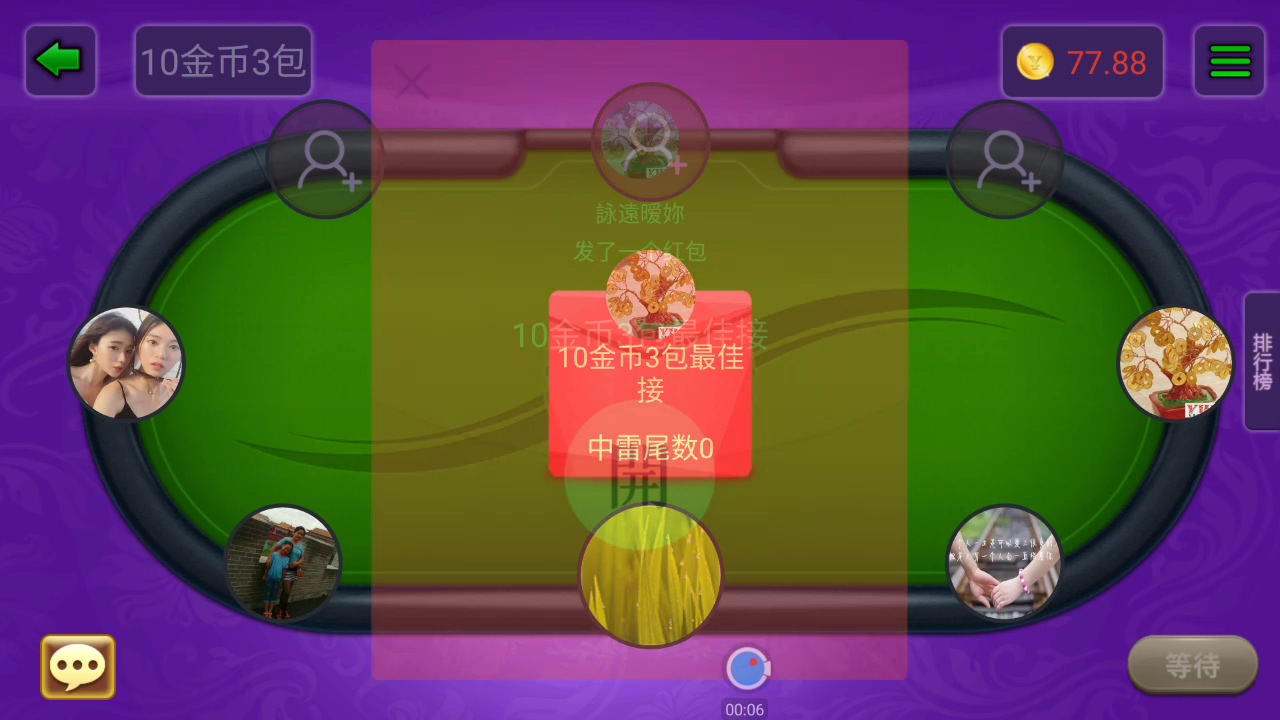 10金币3包
77.88
詠遠暧妳
发了一个红包
10金币3包最佳接
10金币3包最佳
接
中雷尾数0
開
排行榜
等待
00:06